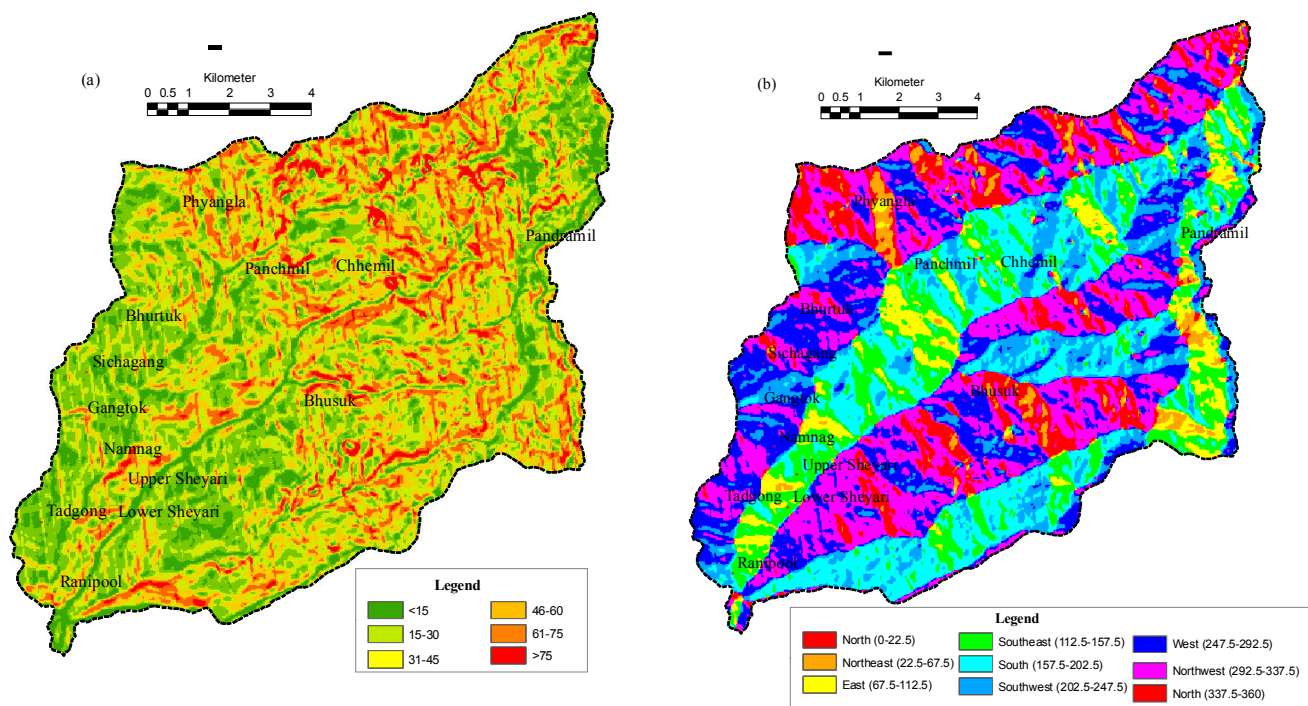 (a)
Kilometer
0 0.5 1 2 3 4
Phyangla
Pandramil
Panchmil
Chhemil
Bhurtuk
Sichagang
Gangtok
Bhusuk
Namnag
Upper Sheyari
Tadgong
Lower Sheyari
Ranipool
Legend
<15
15-30
31-45
46-60
61-75
>75
(b)
Kilometer
0 0.5 1 2 3 4
Phyangla
Pandramil
Panchmil
Chhemil
Bhurtuk
Sichagang
Gangtok
Bhusuk
Namnag
Upper Sheyari
Tadgong
Lower Sheyari
Ranipool
Legend
North (0-22.5)
Northeast (22.5-67.5)
East (67.5-112.5)
Southeast (112.5-157.5)
South (157.5-202.5)
Southwest (202.5-247.5)
West (247.5-292.5)
Northwest (292.5-337.5)
North (337.5-360)